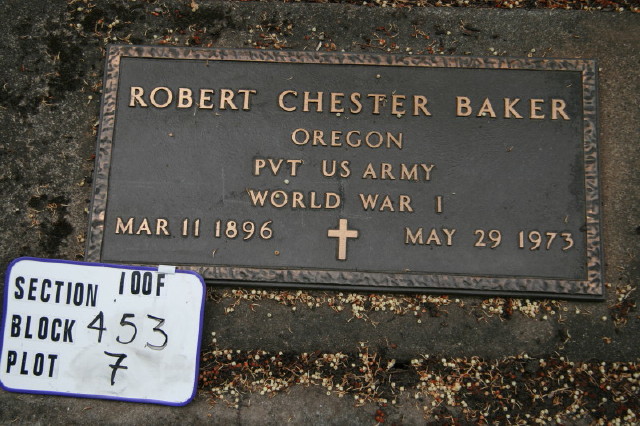 ROBERT CHESTER BAKER
OREGON
PVT US ARMY
WORLD WAR I
MAR 11 1896 MAY 29 1973
SECTION 100F
BLOCK 453
PLOT 7